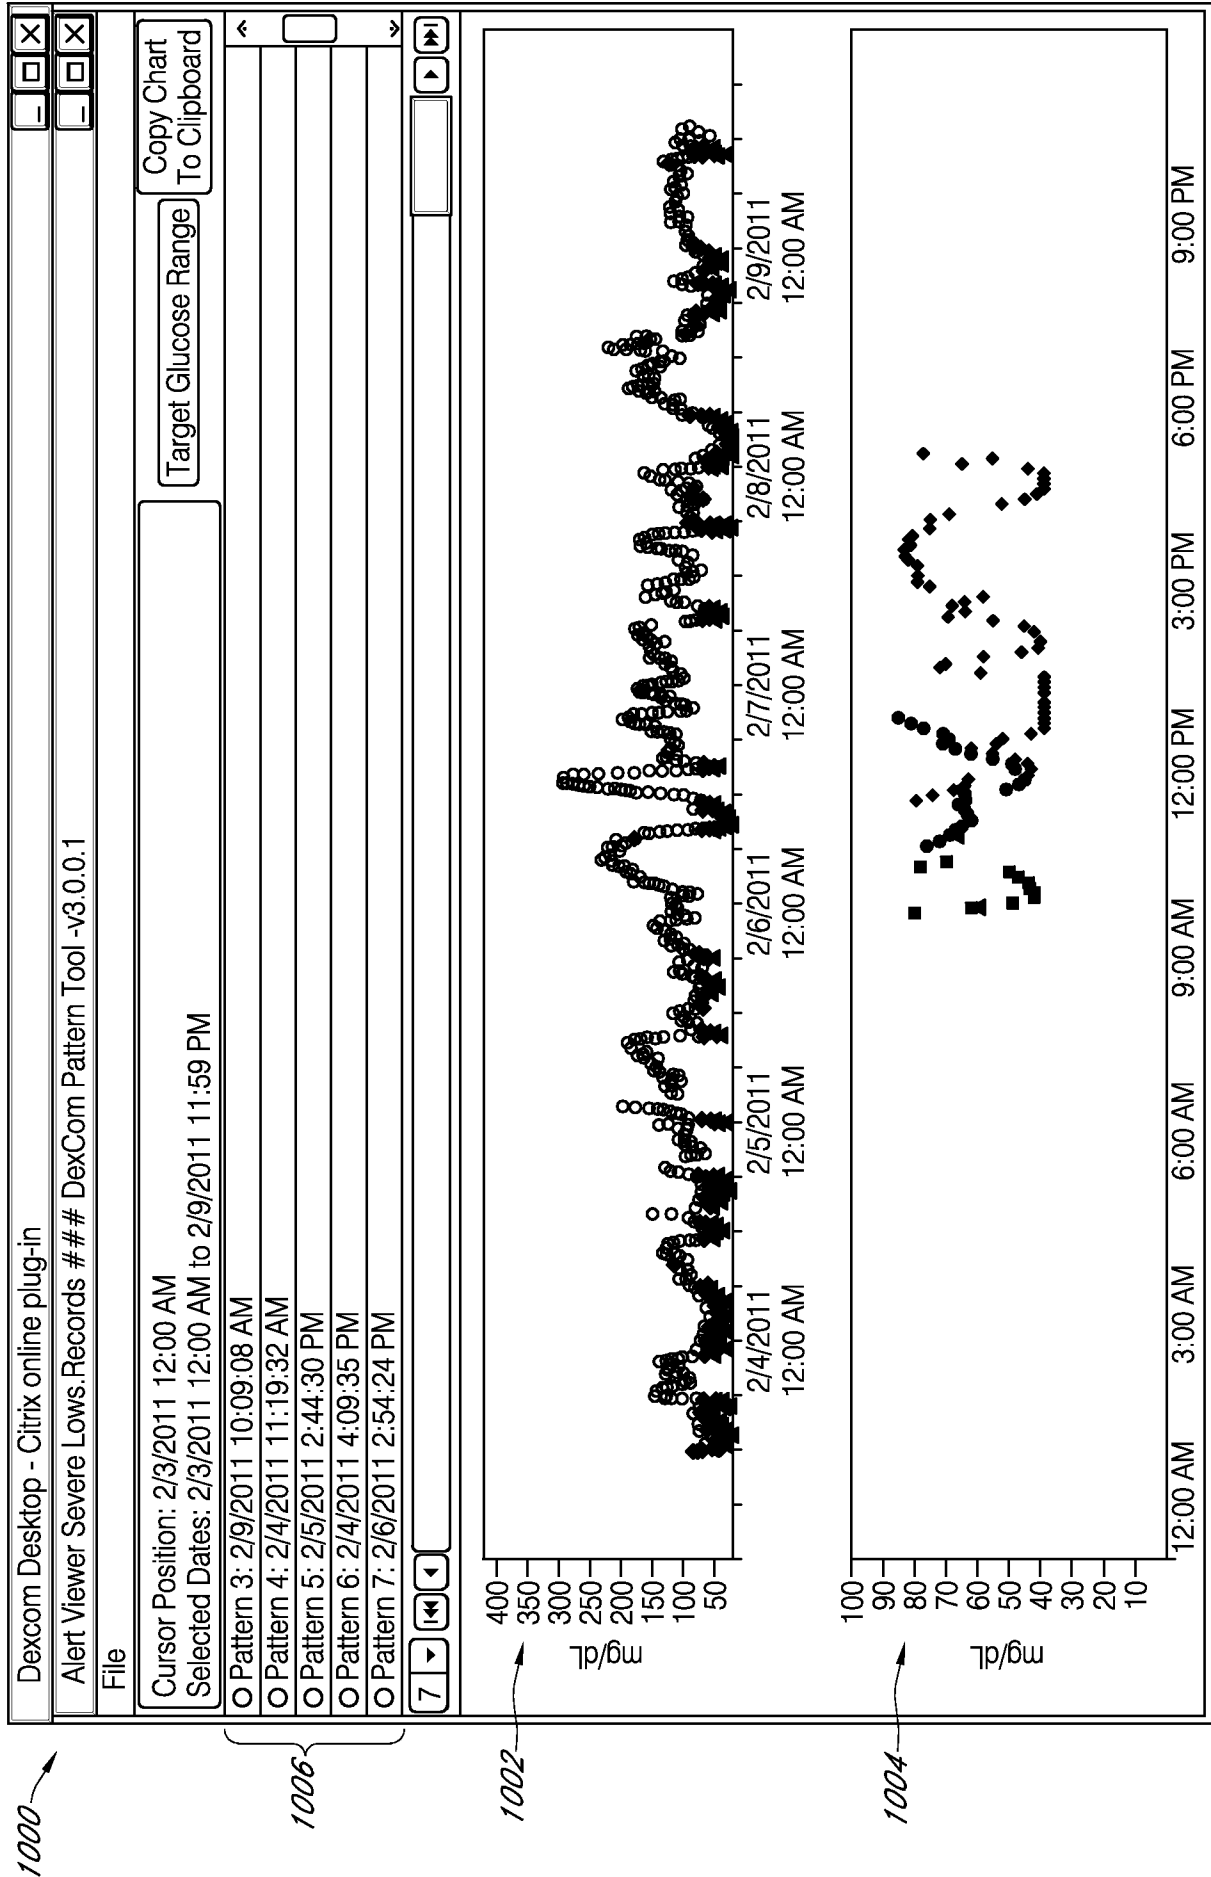 1000
Dexcom Desktop - Citrix online plug-in
Alert Viewer Severe Lows.Records ### DexCom Pattern Tool -v3.0.0.1
File
Cursor Position: 2/3/2011 12:00 AM
Selected Dates: 2/3/2011 12:00 AM to 2/9/2011 11:59 PM
Target Glucose Range
Copy Chart
To Clipboard
1006
Pattern 3: 2/9/2011 10:09:08 AM
Pattern 4: 2/4/2011 11:19:32 AM
Pattern 5: 2/5/2011 2:44:30 PM
Pattern 6: 2/4/2011 4:09:35 PM
Pattern 7: 2/6/2011 2:54:24 PM
7
1002
mg/dL
400
350
300
250
200
150
100
50
2/4/2011 2/5/2011 2/6/2011 2/7/2011 2/8/2011 2/9/2011
12:00 AM 12:00 AM 12:00 AM 12:00 AM 12:00 AM 12:00 AM
1004
mg/dL
100
90
80
70
60
50
40
30
20
10
12:00 AM 3:00 AM 6:00 AM 9:00 AM 12:00 PM 3:00 PM 6:00 PM 9:00 PM